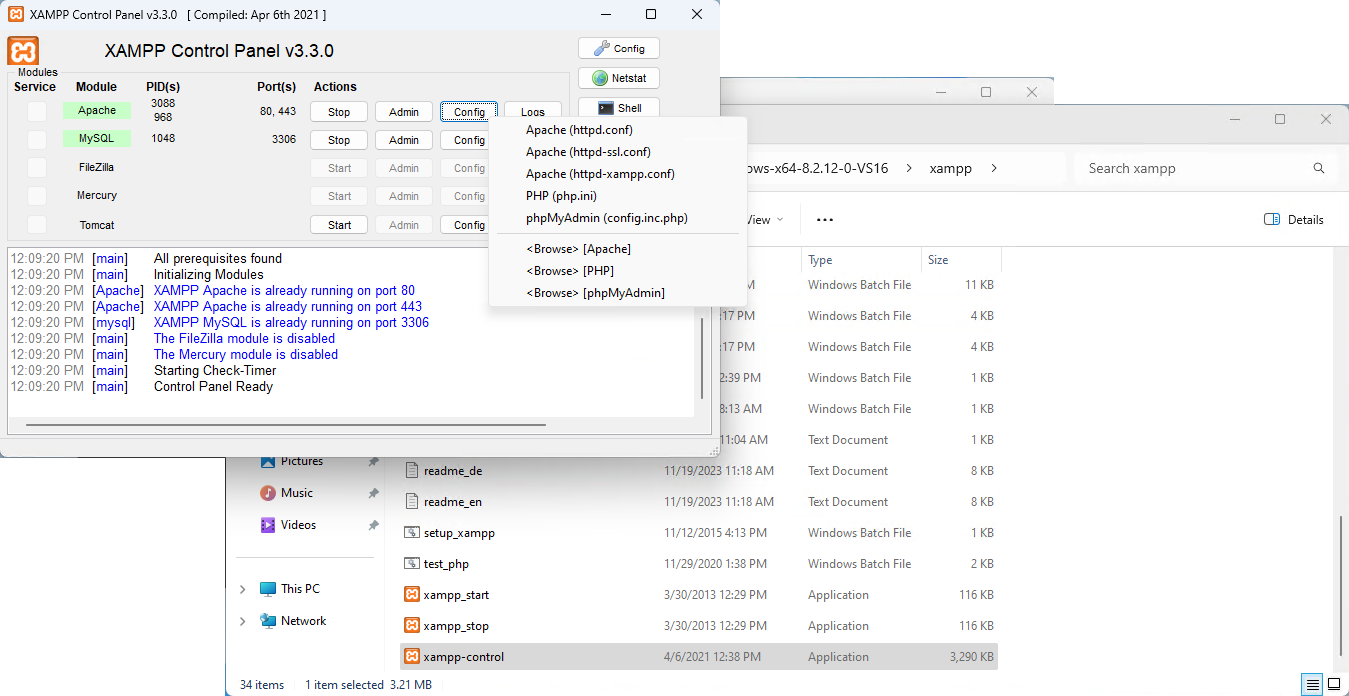 XAMPP Control Panel v3.3.0 [ Compiled: Apr 6th 2021 ]
XAMPP Control Panel v3.3.0
Config
Netstat
Shell
Modules
Service Module PID(s) Port(s) Actions
Apache 3088 968 80, 443 Stop Admin Config Logs
MySQL 1048 3306 Stop Admin Config
FileZilla Start Admin Config
Mercury Start Admin Config
Tomcat Start Admin Config
Apache (httpd.conf)
Apache (httpd-ssl.conf)
Apache (httpd-xampp.conf)
PHP (php.ini)
phpMyAdmin (config.inc.php)
<Browse> [Apache]
<Browse> [PHP]
<Browse> [phpMyAdmin]
12:09:20 PM [main] All prerequisites found
12:09:20 PM [main] Initializing Modules
12:09:20 PM [Apache] XAMPP Apache is already running on port 80
12:09:20 PM [Apache] XAMPP Apache is already running on port 443
12:09:20 PM [mysql] XAMPP MySQL is already running on port 3306
12:09:20 PM [main] The FileZilla module is disabled
12:09:20 PM [main] The Mercury module is disabled
12:09:20 PM [main] Starting Check-Timer
12:09:20 PM [main] Control Panel Ready
ows-x64-8.2.12-0-VS16 > xampp >
Search xampp
View
Details
Type Size
M Windows Batch File 11 KB
:17 PM Windows Batch File 4 KB
:17 PM Windows Batch File 4 KB
2:39 PM Windows Batch File 1 KB
8:13 AM Windows Batch File 1 KB
11:04 AM Text Document 1 KB
readme_de 11/19/2023 11:18 AM Text Document 8 KB
readme_en 11/19/2023 11:18 AM Text Document 8 KB
setup_xampp 11/12/2015 4:13 PM Windows Batch File 1 KB
test_php 11/29/2020 1:38 PM Windows Batch File 2 KB
xampp_start 3/30/2013 12:29 PM Application 116 KB
xampp_stop 3/30/2013 12:29 PM Application 116 KB
xampp-control 4/6/2021 12:38 PM Application 3,290 KB
Pictures
Music
Videos
This PC
Network
34 items 1 item selected 3.21 MB